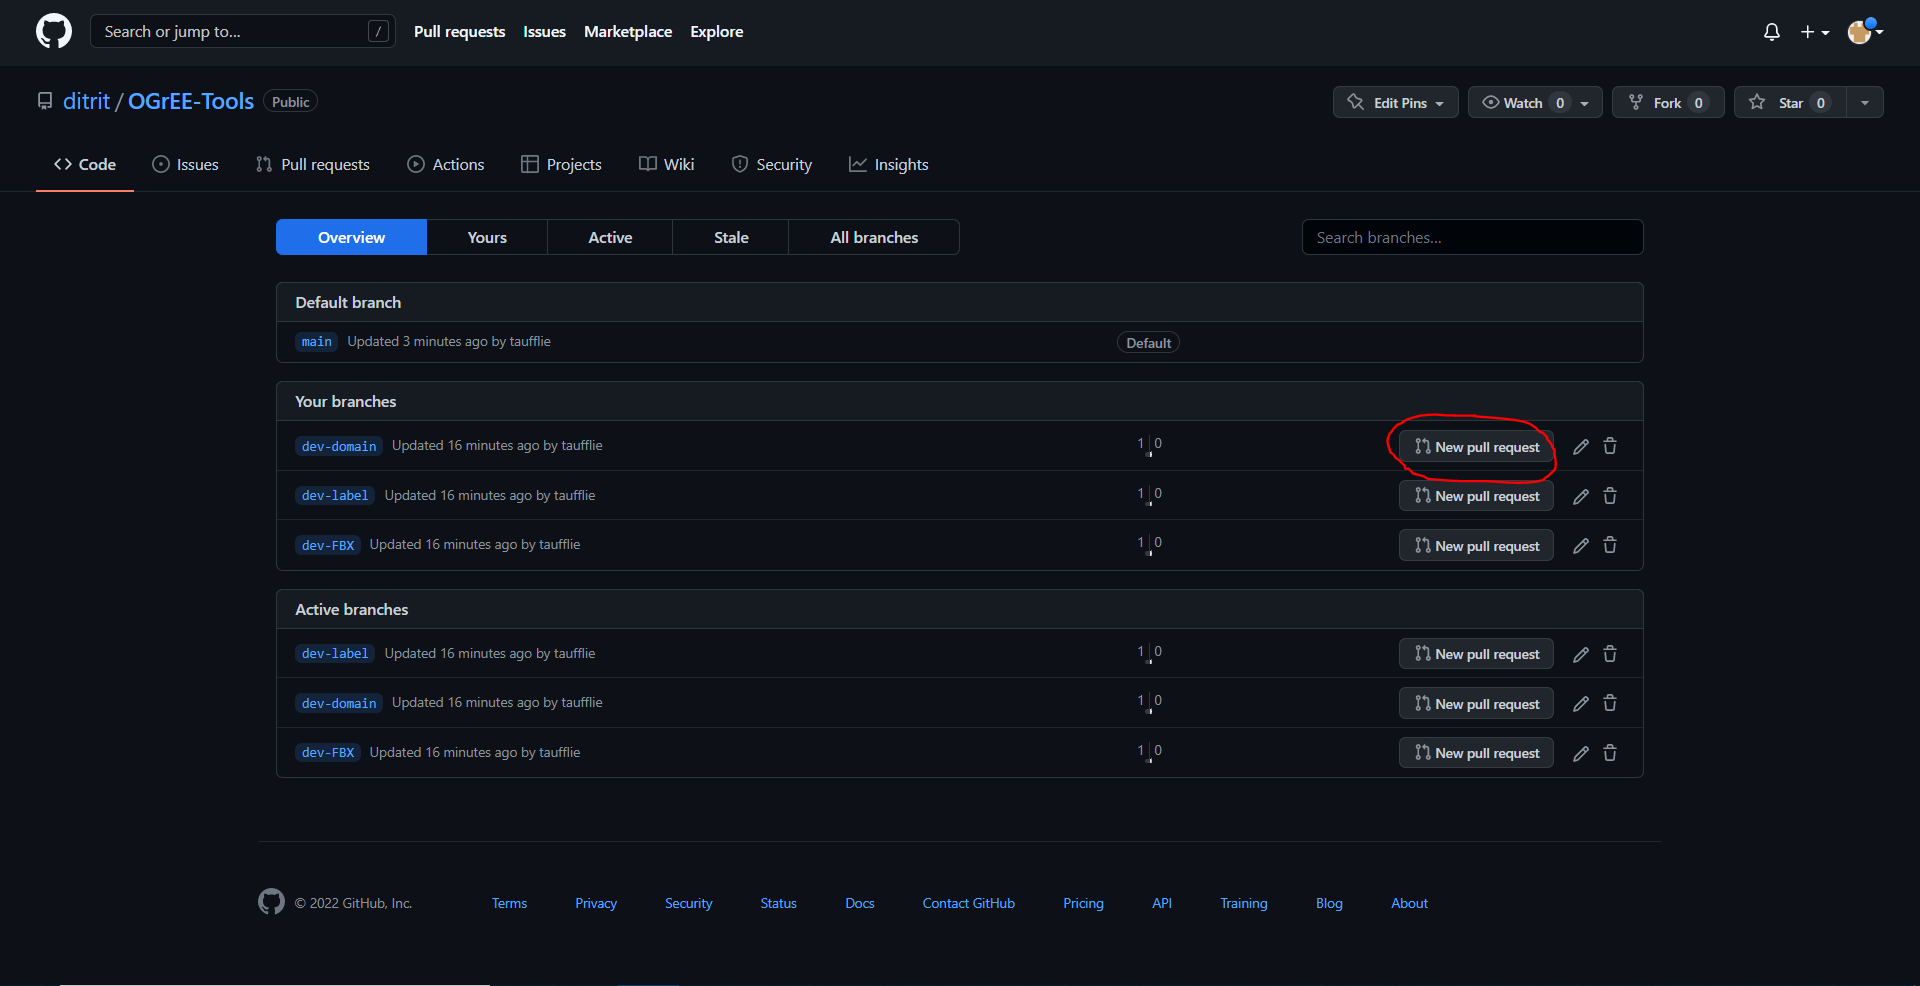 Search or jump to... /
Pull requests Issues Marketplace Explore
ditrit / OGrEE-Tools Public
Edit Pins Watch 0 Fork 0 Star 0
Code Issues Pull requests Actions Projects Wiki Security Insights
Overview Yours Active Stale All branches Search branches...
Default branch
main Updated 3 minutes ago by taufflie Default
Your branches
dev-domain Updated 16 minutes ago by taufflie 1 0 New pull request
dev-label Updated 16 minutes ago by taufflie 1 0 New pull request
dev-FBX Updated 16 minutes ago by taufflie 1 0 New pull request
Active branches
dev-label Updated 16 minutes ago by taufflie 1 0 New pull request
dev-domain Updated 16 minutes ago by taufflie 1 0 New pull request
dev-FBX Updated 16 minutes ago by taufflie 1 0 New pull request
© 2022 GitHub, Inc. Terms Privacy Security Status Docs Contact GitHub Pricing API Training Blog About